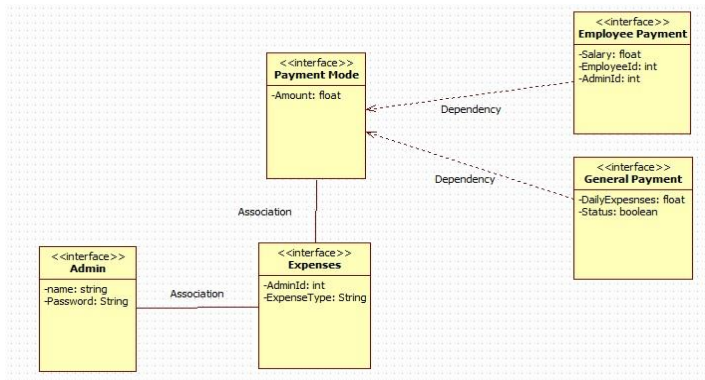 <<interface>>
Employee Payment
-Salary: float
-EmployeeId: int
-AdminId: int
<<interface>>
Payment Mode
-Amount: float
Dependency
Dependency
<<interface>>
General Payment
-DailyExpesnses: float
-Status: boolean
Association
<<interface>>
Admin
-name: string
-Password: String
Association
<<interface>>
Expenses
-AdminId: int
-ExpenseType: String